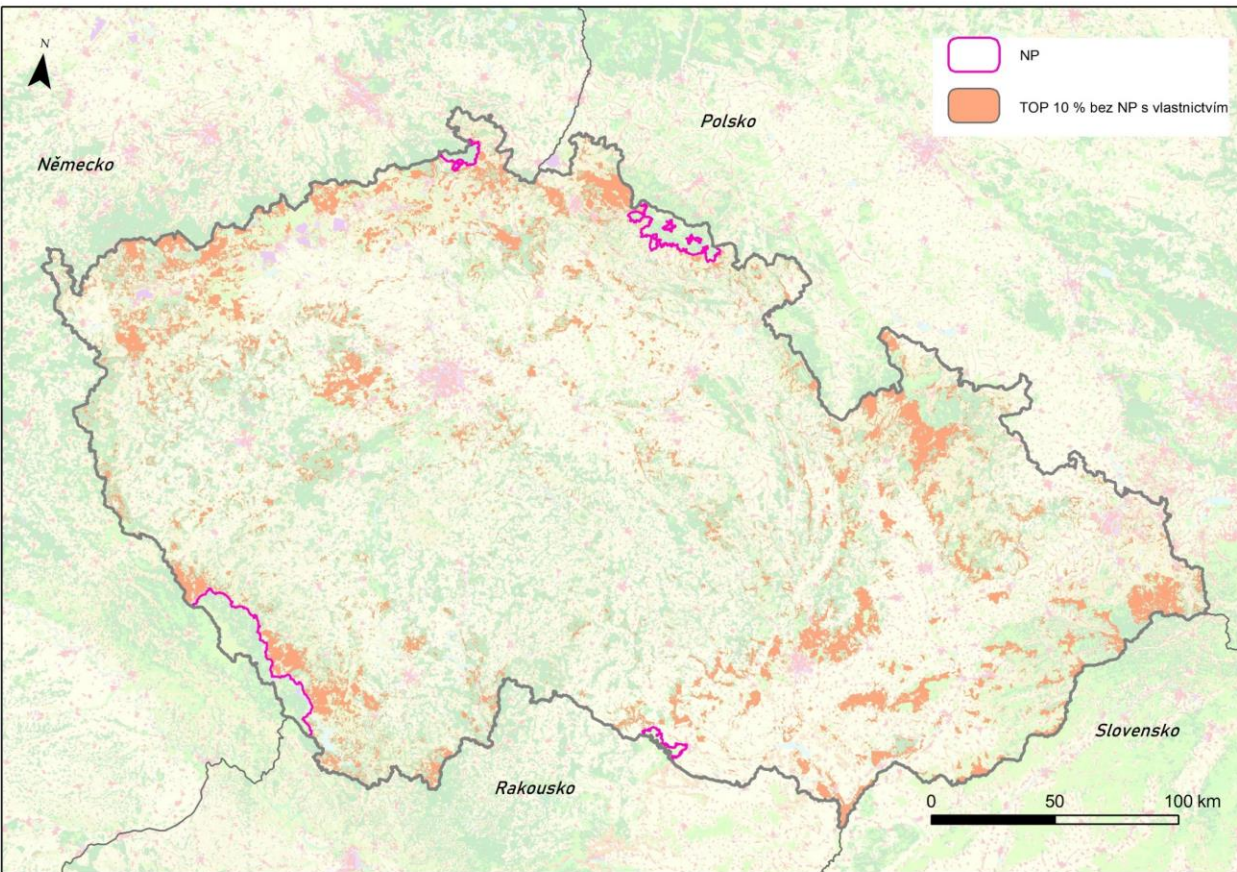 N
NP
TOP 10 % bez NP s vlastnictvím
Polsko
Německo
Slovensko
Rakousko
0 50 100 km